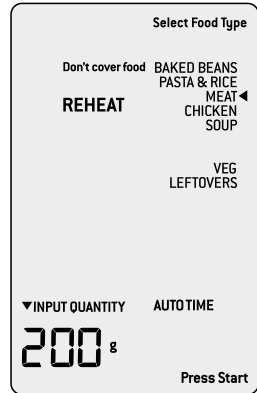 Select Food Type
Don't cover food BAKED BEANS
PASTA & RICE
REHEAT MEAT◀
CHICKEN
SOUP
VEG
LEFTOVERS
▼INPUT QUANTITY AUTO TIME
200 g
Press Start